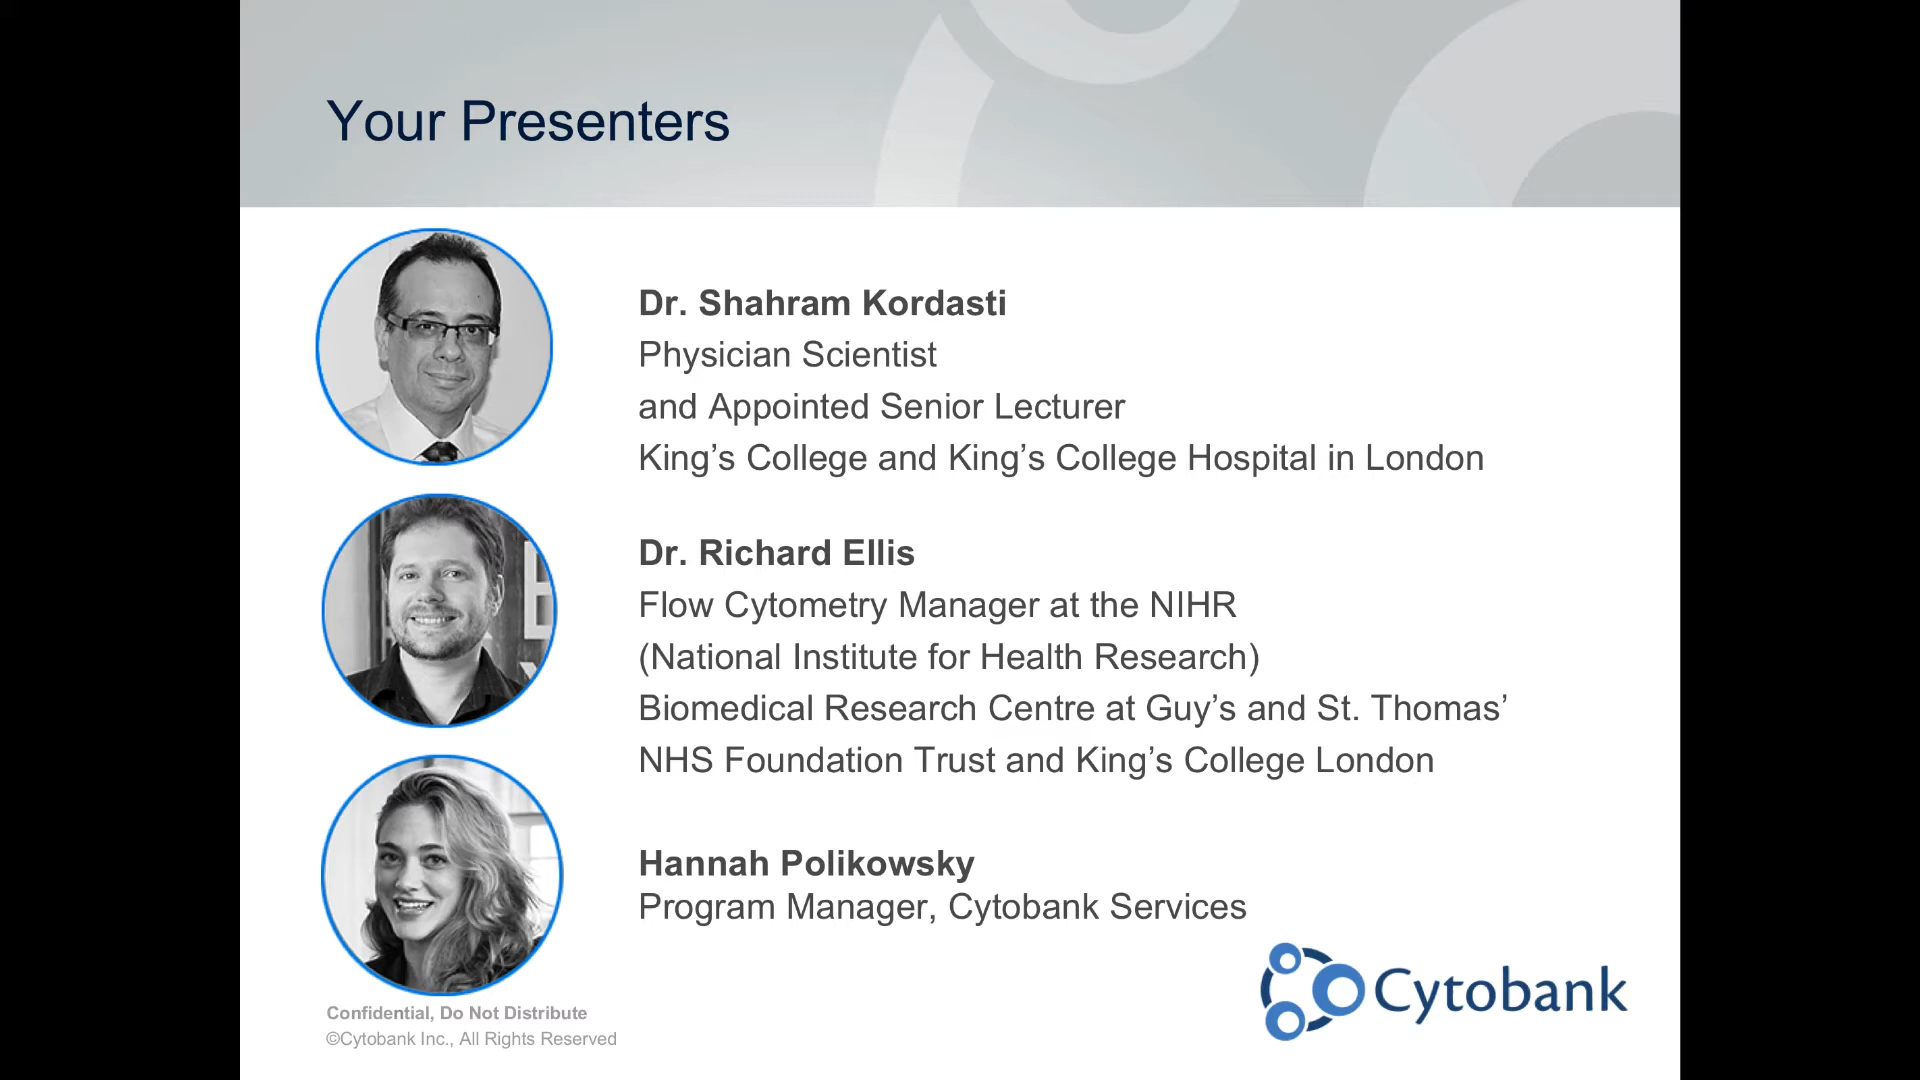 Your Presenters
Dr. Shahram Kordasti
Physician Scientist
and Appointed Senior Lecturer
King’s College and King’s College Hospital in London
Dr. Richard Ellis
Flow Cytometry Manager at the NIHR
(National Institute for Health Research)
Biomedical Research Centre at Guy’s and St. Thomas’
NHS Foundation Trust and King’s College London
Hannah Polikowsky
Program Manager, Cytobank Services
Cytobank
Confidential, Do Not Distribute
©Cytobank Inc., All Rights Reserved